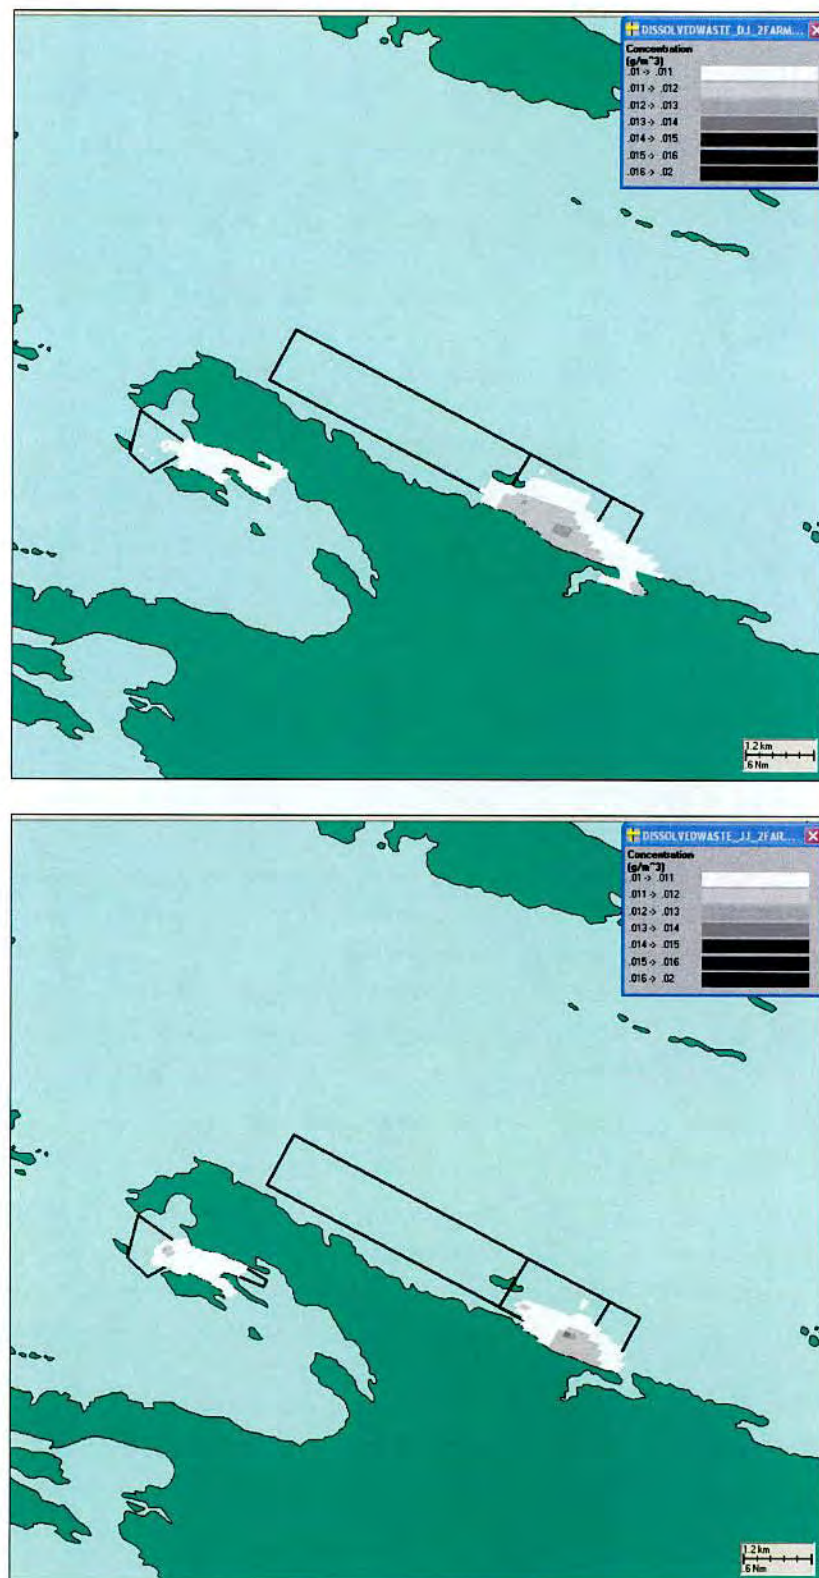 DISSOLVEDWASTE_DJ_2FARM...
Concentration
(g/m^3)
.01 -> .011
.011 -> .012
.012 -> .013
.013 -> .014
.014 -> .015
.015 -> .016
.016 -> .02
1.2 km
.6 Nm
DISSOLVEDWASTE_JJ_2FAR...
Concentration
(g/m^3)
.01 -> .011
.011 -> .012
.012 -> .013
.013 -> .014
.014 -> .015
.015 -> .016
.016 -> .02
1.2 km
.6 Nm